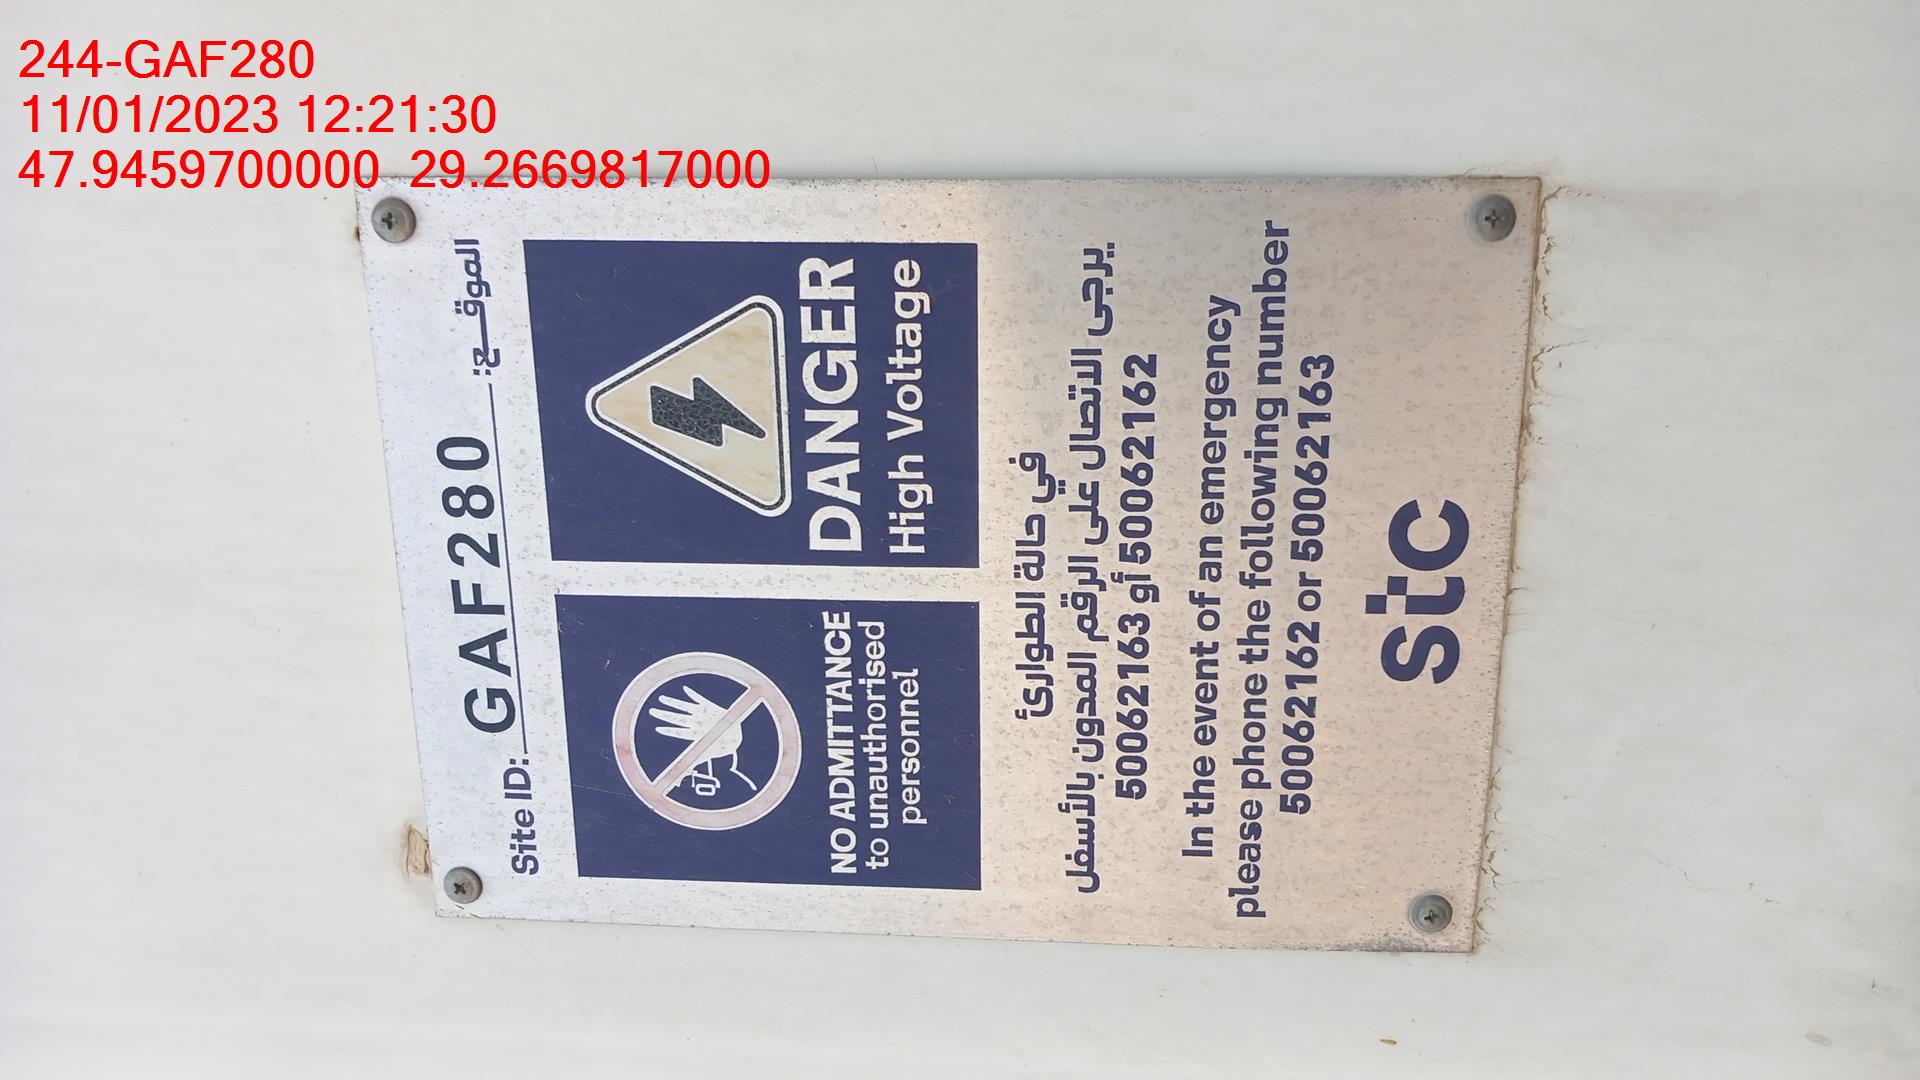 244-GAF280
11/01/2023 12:21:30
47.9459700000 29.2669817000
Site ID: GAF280 الموقـــع:
NO ADMITTANCE
to unauthorised
personnel
DANGER
High Voltage
في حالة الطوارئ
يرجى الاتصال على الرقم المدون بالأسفل
50062163 أو 50062162
In the event of an emergency
please phone the following number
50062162 or 50062163
stc